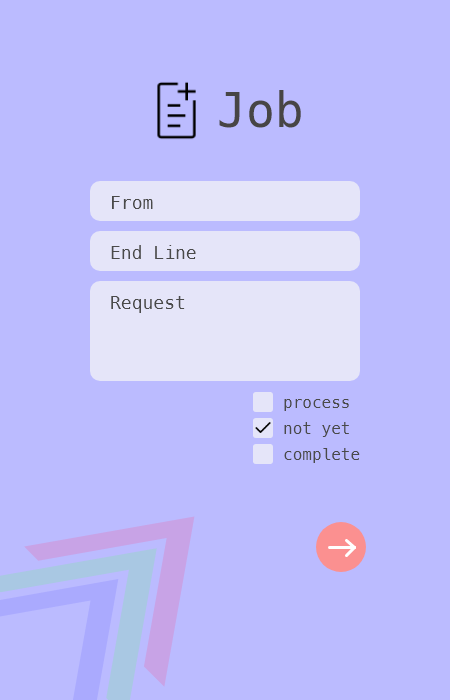 Job
From
End Line
Request
process
not yet
complete